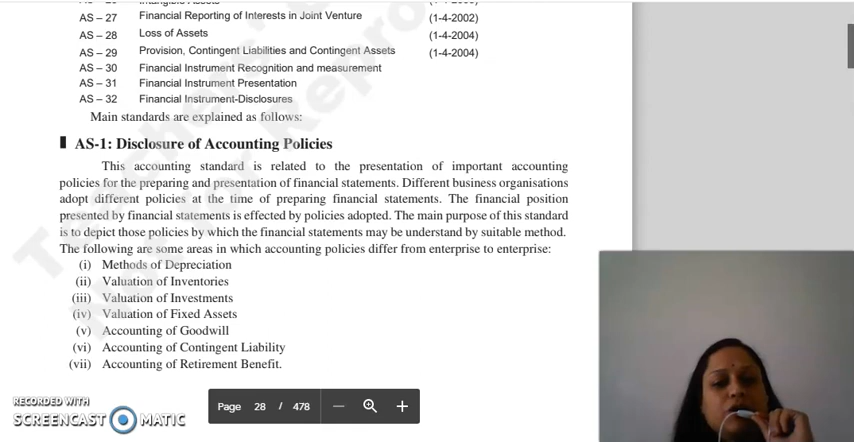 AS – 27 Financial Reporting of Interests in Joint Venture (1-4-2002)
AS – 28 Loss of Assets (1-4-2004)
AS – 29 Provision, Contingent Liabilities and Contingent Assets (1-4-2004)
AS – 30 Financial Instrument Recognition and measurement
AS – 31 Financial Instrument Presentation
AS – 32 Financial Instrument-Disclosures
Main standards are explained as follows:
AS-1: Disclosure of Accounting Policies
This accounting standard is related to the presentation of important accounting
policies for the preparing and presentation of financial statements. Different business organisations
adopt different policies at the time of preparing financial statements. The financial position
presented by financial statements is effected by policies adopted. The main purpose of this standard
is to depict those policies by which the financial statements may be understand by suitable method.
The following are some areas in which accounting policies differ from enterprise to enterprise:
(i) Methods of Depreciation
(ii) Valuation of Inventories
(iii) Valuation of Investments
(iv) Valuation of Fixed Assets
(v) Accounting of Goodwill
(vi) Accounting of Contingent Liability
(vii) Accounting of Retirement Benefit.
RECORDED WITH
SCREENCAST MATIC
Page 28 / 478